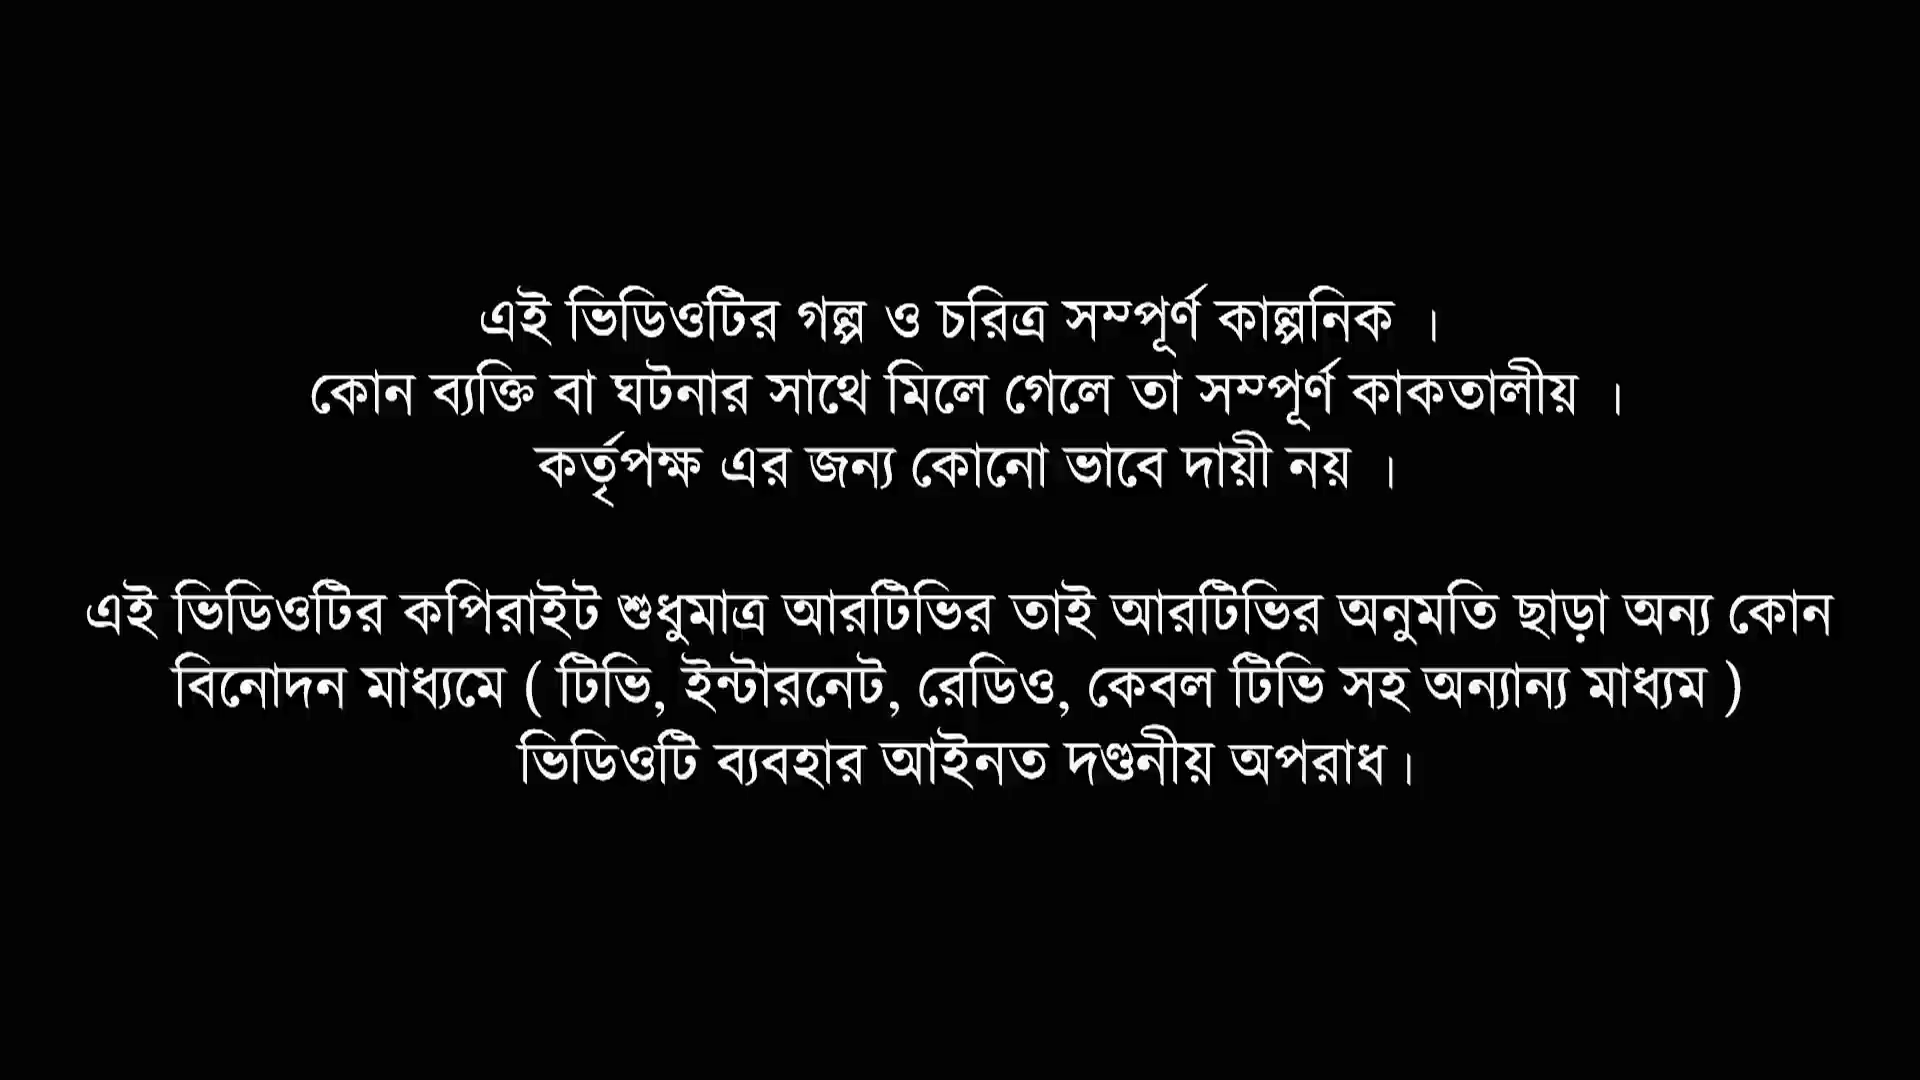 এই ভিডিওটির গল্প ও চরিত্র সম্পূর্ণ কাল্পনিক ।
কোন ব্যক্তি বা ঘটনার সাথে মিলে গেলে তা সম্পূর্ণ কাকতালীয় ।
কর্তৃপক্ষ এর জন্য কোনো ভাবে দায়ী নয় ।
এই ভিডিওটির কপিরাইট শুধুমাত্র আরটিভির তাই আরটিভির অনুমতি ছাড়া অন্য কোন
বিনোদন মাধ্যমে ( টিভি, ইন্টারনেট, রেডিও, কেবল টিভি সহ অন্যান্য মাধ্যম )
ভিডিওটি ব্যবহার আইনত দণ্ডনীয় অপরাধ।